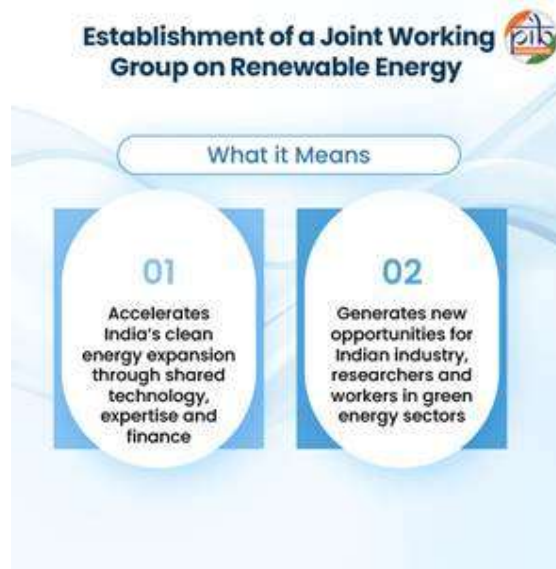 Establishment of a Joint Working
Group on Renewable Energy
pib
What it Means
01
Accelerates
India's clean
energy expansion
through shared
technology,
expertise and
finance
02
Generates new
opportunities for
Indian industry,
researchers and
workers in green
energy sectors